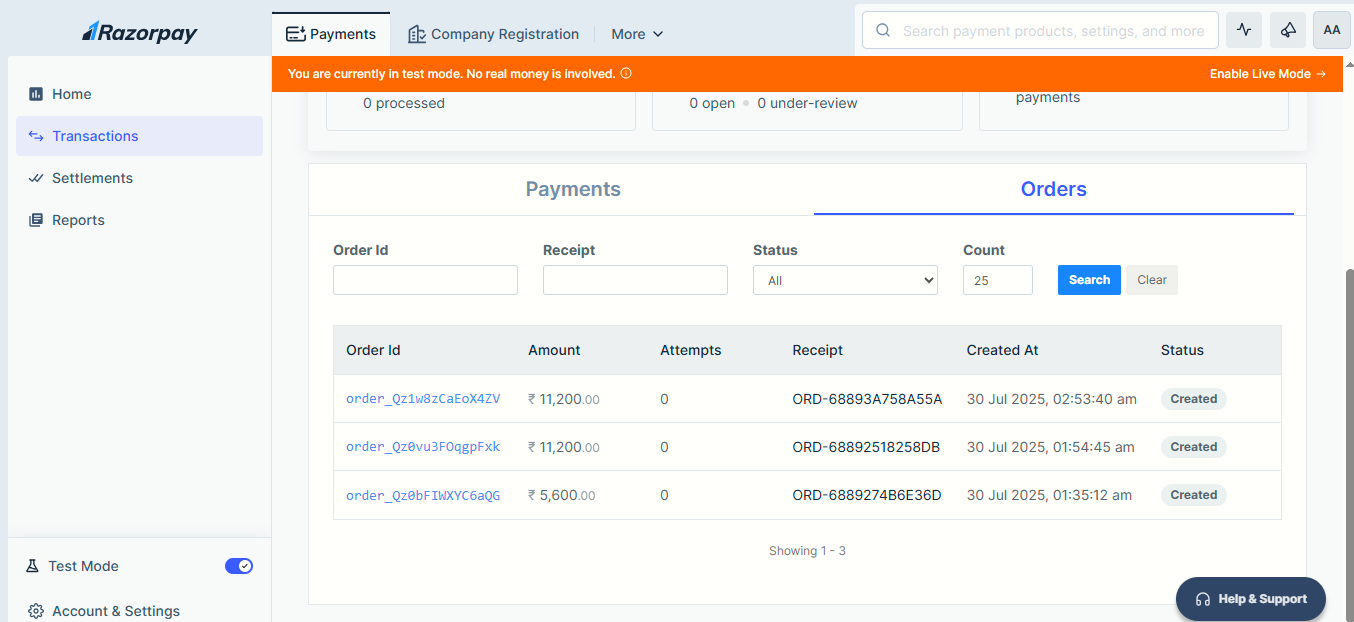 Razorpay
Payments
Company Registration
More
Search payment products, settings, and more
AA
You are currently in test mode. No real money is involved.
Enable Live Mode →
Home
Transactions
Settlements
Reports
Test Mode
Account & Settings
0 processed
0 open • 0 under-review
payments
Payments
Orders
Order Id
Receipt
Status
Count
All
25
Search
Clear
Order Id Amount Attempts Receipt Created At Status
order_Qz1w8zCaEoX4ZV ₹ 11,200.00 0 ORD-68893A758A55A 30 Jul 2025, 02:53:40 am Created
order_Qz0vu3FOqgpFxk ₹ 11,200.00 0 ORD-68892518258DB 30 Jul 2025, 01:54:45 am Created
order_Qz0bFIWXYC6aQG ₹ 5,600.00 0 ORD-6889274B6E36D 30 Jul 2025, 01:35:12 am Created
Showing 1 - 3
Help & Support